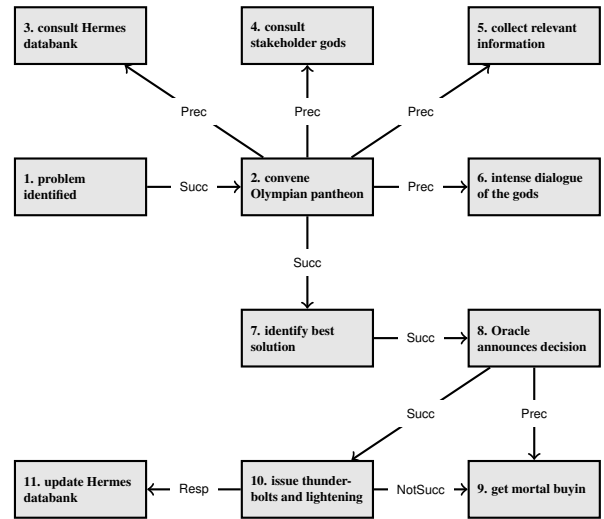 3. consult Hermes
databank
4. consult
stakeholder gods
5. collect relevant
information
Prec
Prec
Prec
1. problem
identified
Succ
2. convene
Olympian pantheon
Prec
6. intense dialogue
of the gods
Succ
7. identify best
solution
Succ
8. Oracle
announces decision
Succ
Prec
11. update Hermes
databank
Resp
10. issue thunder-
bolts and lightening
NotSucc
9. get mortal buyin